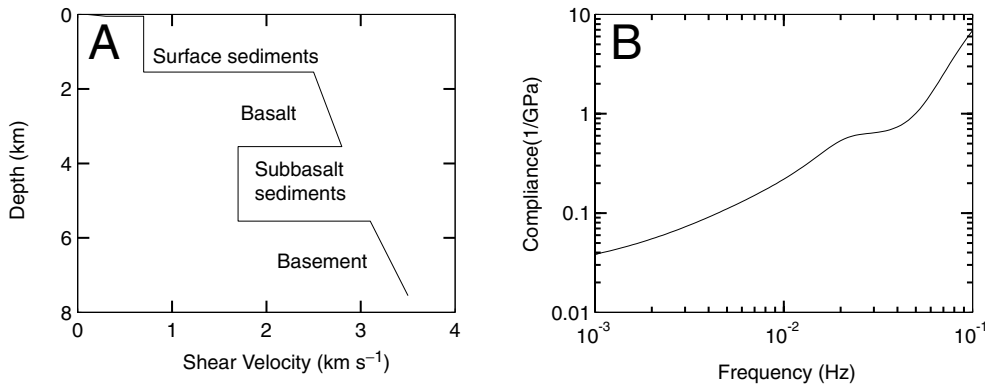 A
0
2
4
6
8
Depth (km)
Surface sediments
Basalt
Subbasalt
sediments
Basement
0 1 2 3 4
Shear Velocity (km s⁻¹)
B
10
1
0.1
0.01
Compliance(1/GPa)
10⁻³ 10⁻² 10⁻¹
Frequency (Hz)